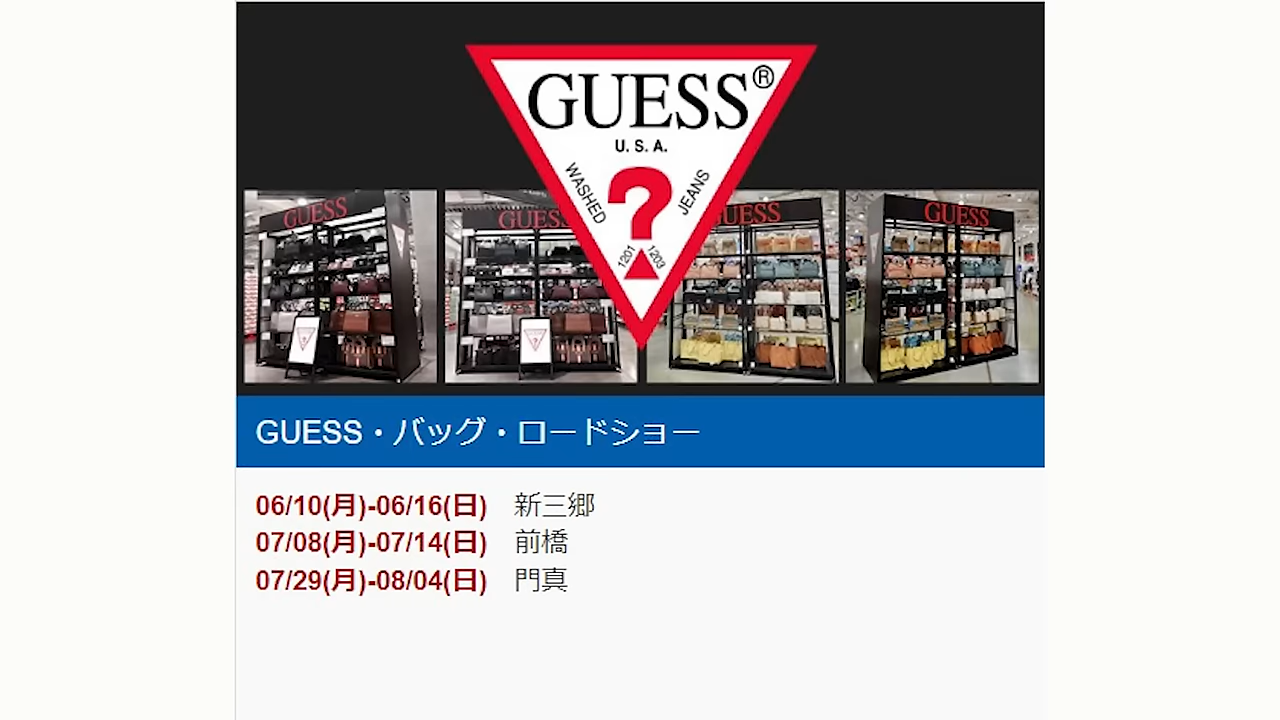 GUESS®
U.S.A.
WASHED
?
JEANS
1201
1203
GUESS
GUESS
GUESS
GUESS
GUESS・バッグ・ロードショー
06/10(月)-06/16(日) 新三郷
07/08(月)-07/14(日) 前橋
07/29(月)-08/04(日) 門真